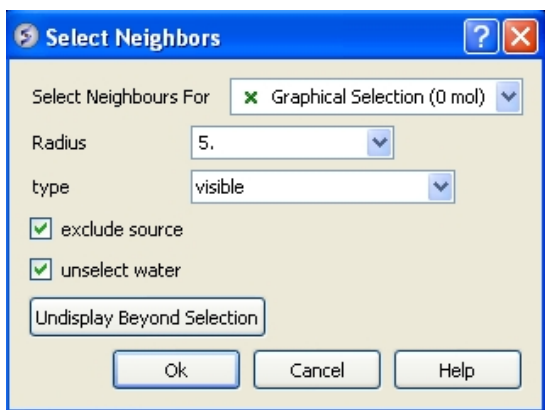 Select Neighbors
Select Neighbours For Graphical Selection (0 mol)
Radius 5.
type visible
exclude source
unselect water
Undisplay Beyond Selection
Ok Cancel Help